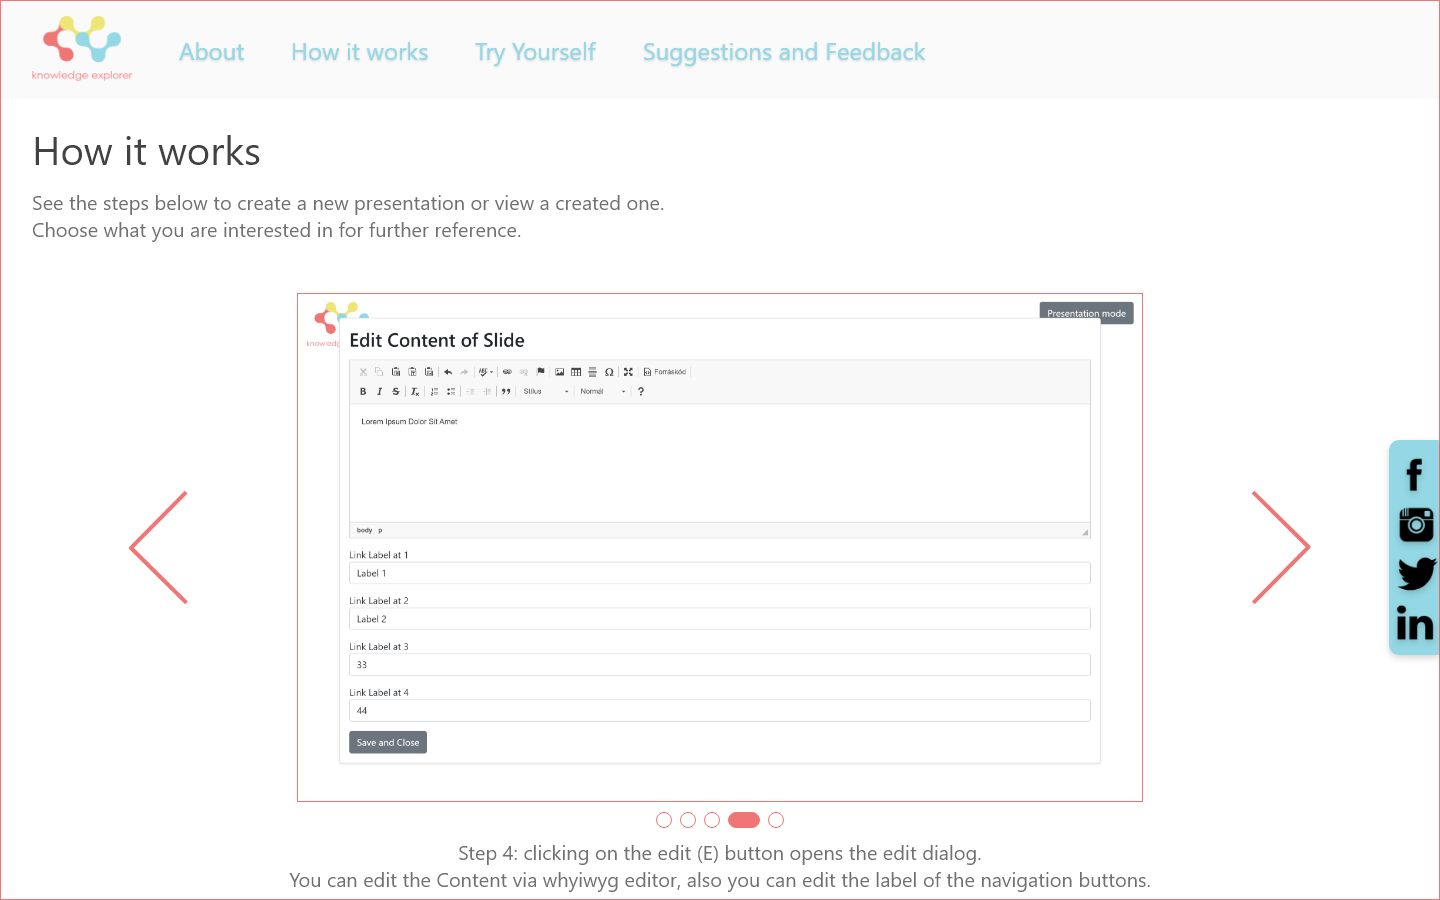 knowledge explorer
About How it works Try Yourself Suggestions and Feedback
How it works
See the steps below to create a new presentation or view a created one.
Choose what you are interested in for further reference.
Presentation mode
Edit Content of Slide
Forráskód
B I S Stílus Normál ?
Lorem Ipsum Dolor Sit Amet
body p
Link Label at 1
Label 1
Link Label at 2
Label 2
Link Label at 3
33
Link Label at 4
44
Save and Close
Step 4: clicking on the edit (E) button opens the edit dialog.
You can edit the Content via whyiwyg editor, also you can edit the label of the navigation buttons.